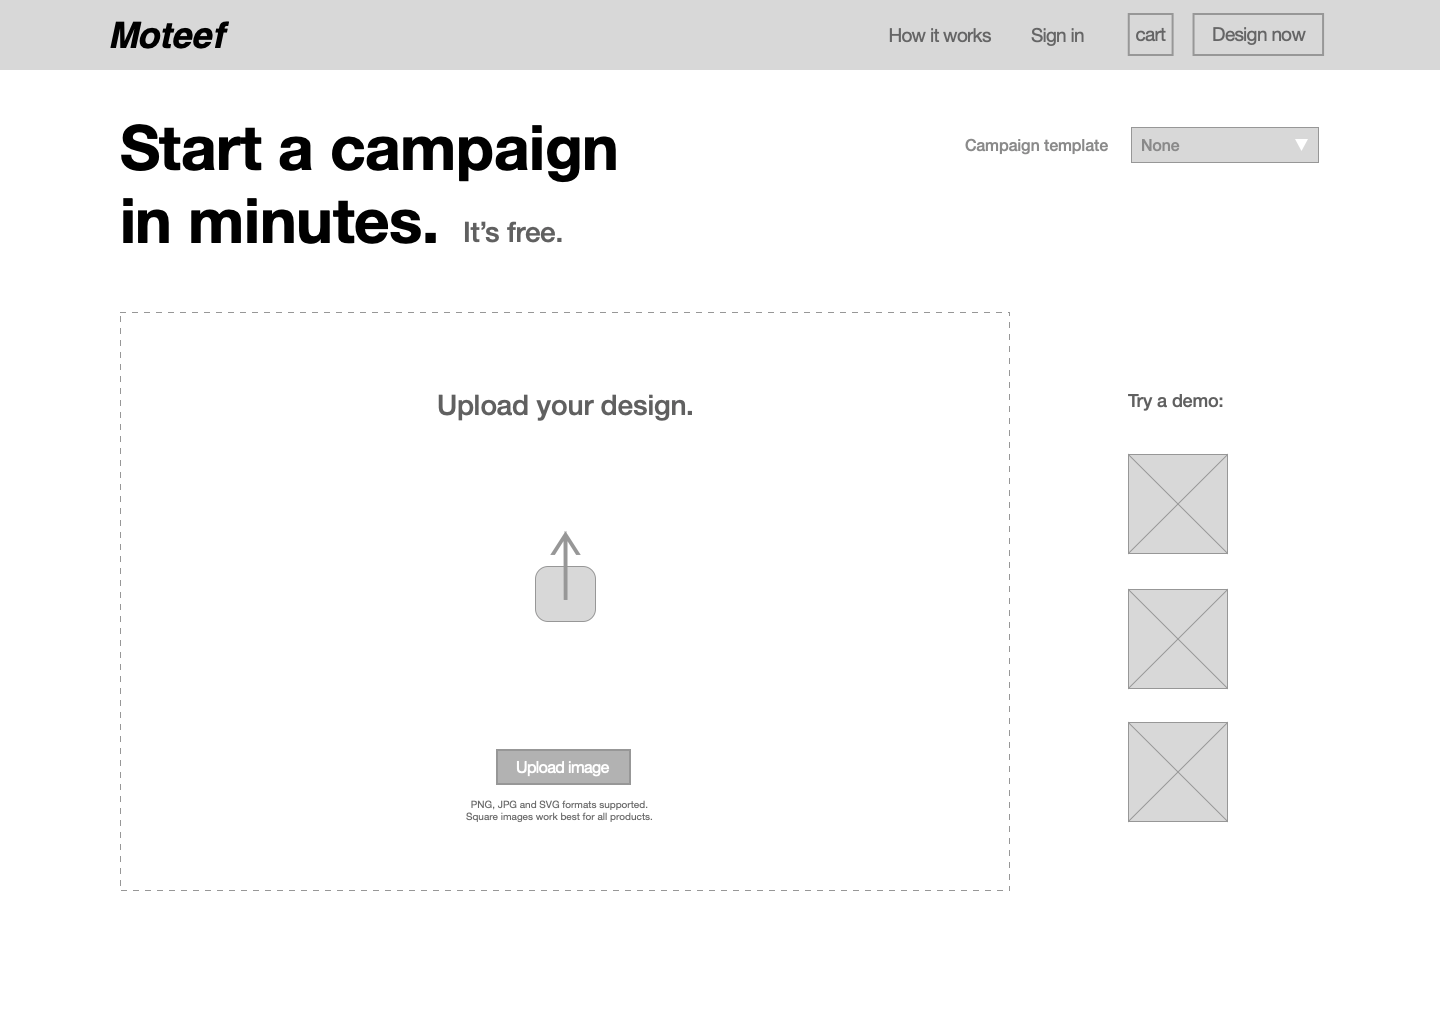 Moteef
How it works
Sign in
cart
Design now
Start a campaign
in minutes. It’s free.
Campaign template
None
Upload your design.
Try a demo:
Upload image
PNG, JPG and SVG formats supported.
Square images work best for all products.